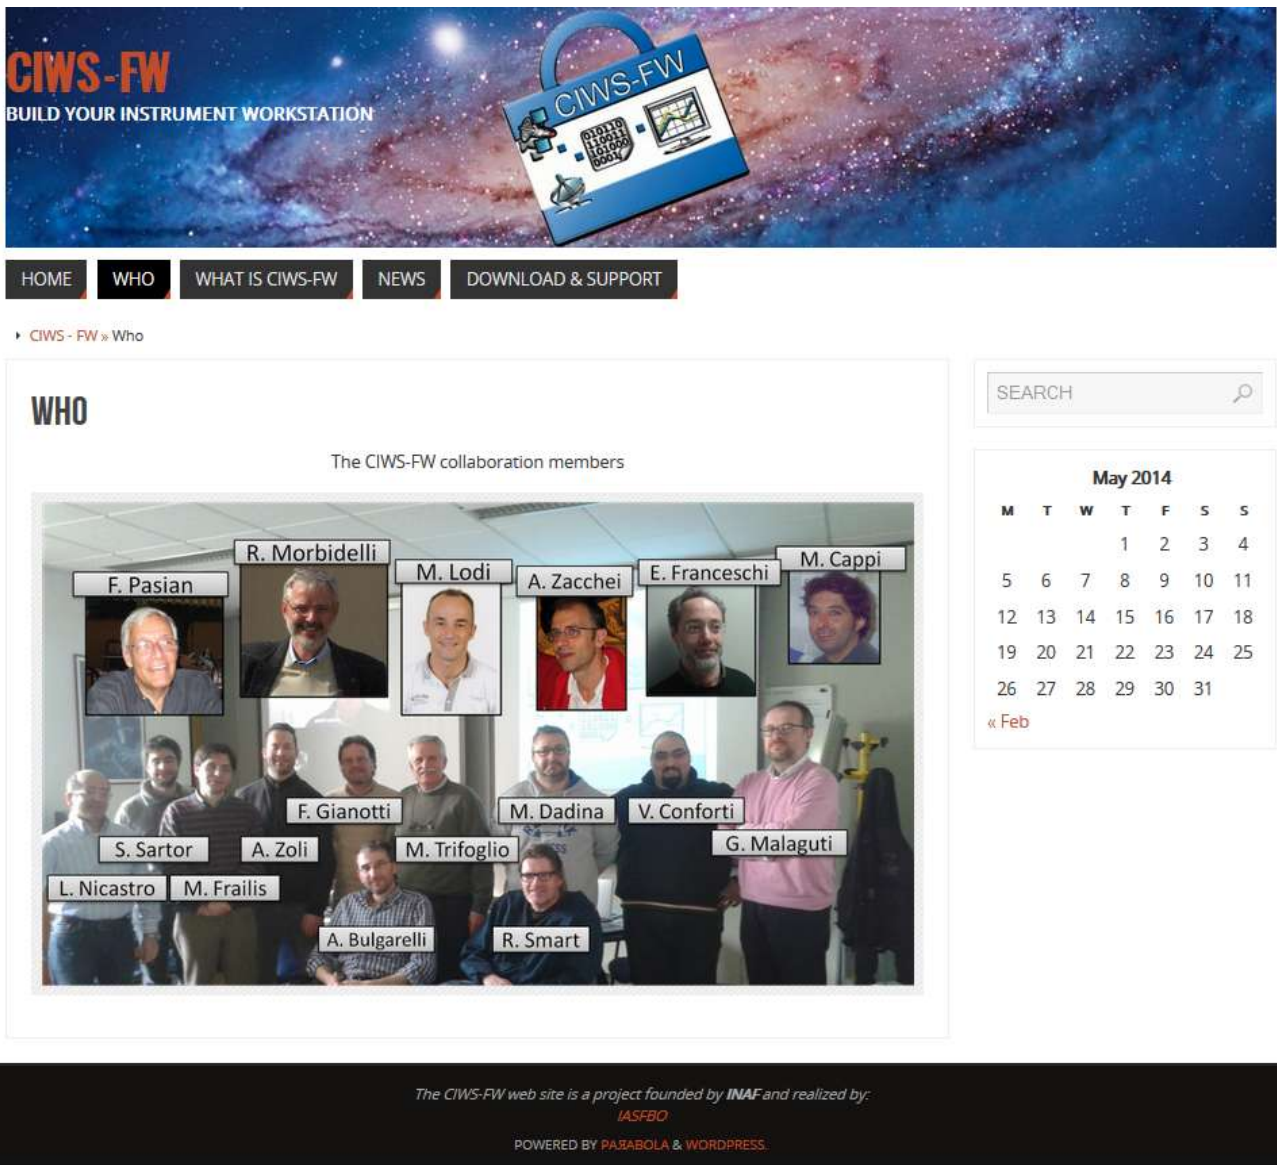 CIWS-FW
BUILD YOUR INSTRUMENT WORKSTATION
CIWS-FW
010110
110011
101000
0001
HOME WHO WHAT IS CIWS-FW NEWS DOWNLOAD & SUPPORT
CIWS - FW » Who
WHO
The CIWS-FW collaboration members
F. Pasian
R. Morbidelli
M. Lodi
A. Zacchei
E. Franceschi
M. Cappi
F. Gianotti
M. Dadina
V. Conforti
S. Sartor
A. Zoli
M. Trifoglio
G. Malaguti
L. Nicastro
M. Frailis
A. Bulgarelli
R. Smart
SEARCH
May 2014
M T W T F S S
1 2 3 4
5 6 7 8 9 10 11
12 13 14 15 16 17 18
19 20 21 22 23 24 25
26 27 28 29 30 31
« Feb
The CIWS-FW web site is a project founded by INAF and realized by:
IASFBO
POWERED BY PAЯABOLA & WORDPRESS.